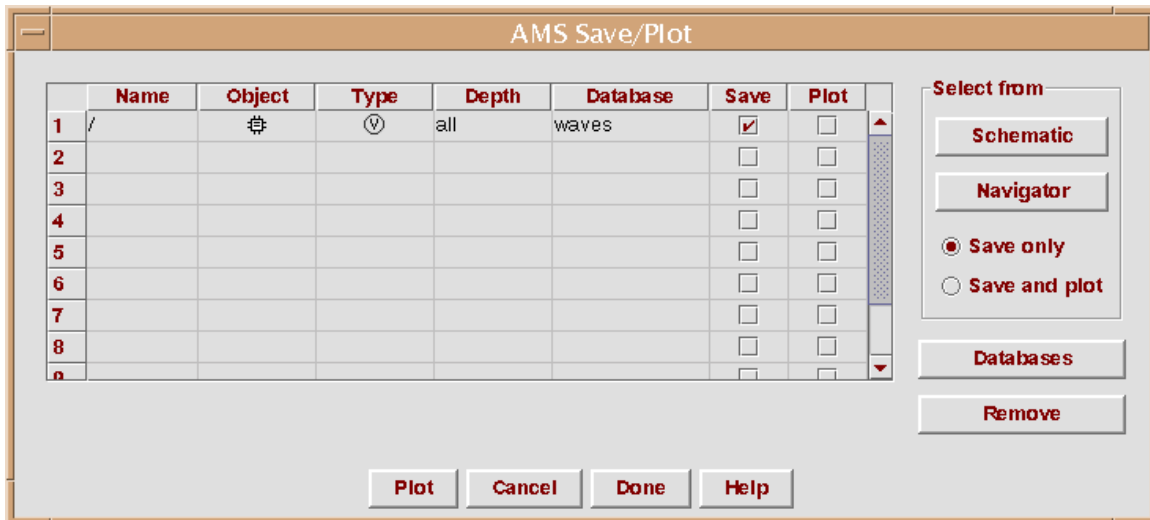 AMS Save/Plot
Name Object Type Depth Database Save Plot
1 / V all waves
2
3
4
5
6
7
8
9
Select from
Schematic
Navigator
Save only
Save and plot
Databases
Remove
Plot Cancel Done Help